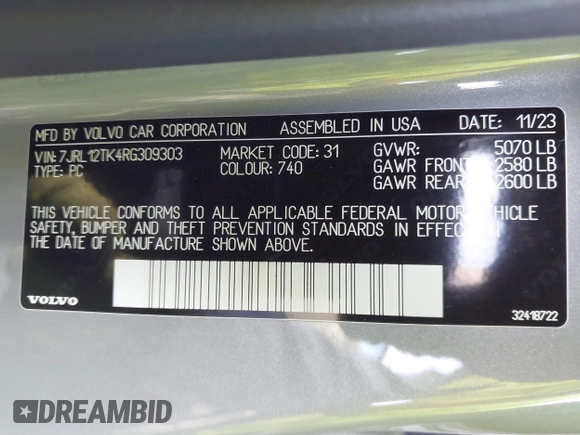 MFD BY VOLVO CAR CORPORATION ASSEMBLED IN USA DATE: 11/23
VIN: 7JRL12TK4RG309303 MARKET CODE: 31 GVWR: 5070 LB
TYPE: PC COLOUR: 740 GAWR FRONT: 2580 LB
GAWR REAR: 2600 LB
THIS VEHICLE CONFORMS TO ALL APPLICABLE FEDERAL MOTOR VEHICLE
SAFETY, BUMPER AND THEFT PREVENTION STANDARDS IN EFFECT ON
THE DATE OF MANUFACTURE SHOWN ABOVE.
VOLVO 32418722
DREAMBID